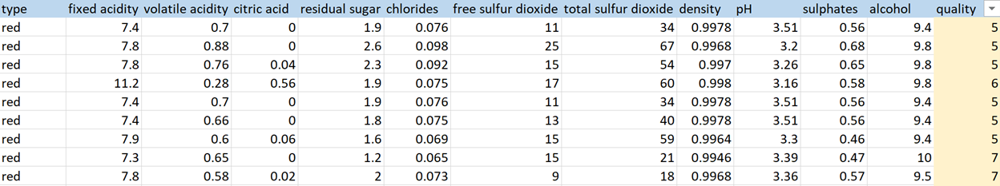 type fixed acidity volatile acidity citric acid residual sugar chlorides free sulfur dioxide total sulfur dioxide density pH sulphates alcohol quality
red 7.4 0.7 0 1.9 0.076 11 34 0.9978 3.51 0.56 9.4 5
red 7.8 0.88 0 2.6 0.098 25 67 0.9968 3.2 0.68 9.8 5
red 7.8 0.76 0.04 2.3 0.092 15 54 0.997 3.26 0.65 9.8 5
red 11.2 0.28 0.56 1.9 0.075 17 60 0.998 3.16 0.58 9.8 6
red 7.4 0.7 0 1.9 0.076 11 34 0.9978 3.51 0.56 9.4 5
red 7.4 0.66 0 1.8 0.075 13 40 0.9978 3.51 0.56 9.4 5
red 7.9 0.6 0.06 1.6 0.069 15 59 0.9964 3.3 0.46 9.4 5
red 7.3 0.65 0 1.2 0.065 15 21 0.9946 3.39 0.47 10 7
red 7.8 0.58 0.02 2 0.073 9 18 0.9968 3.36 0.57 9.5 7